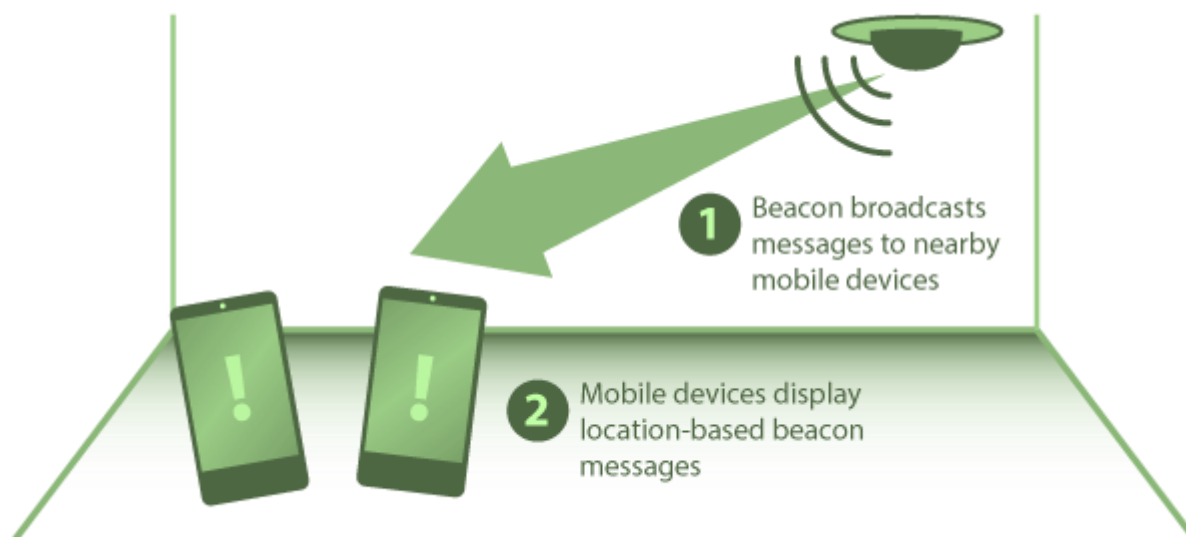 1 Beacon broadcasts
messages to nearby
mobile devices
! !
2 Mobile devices display
location-based beacon
messages